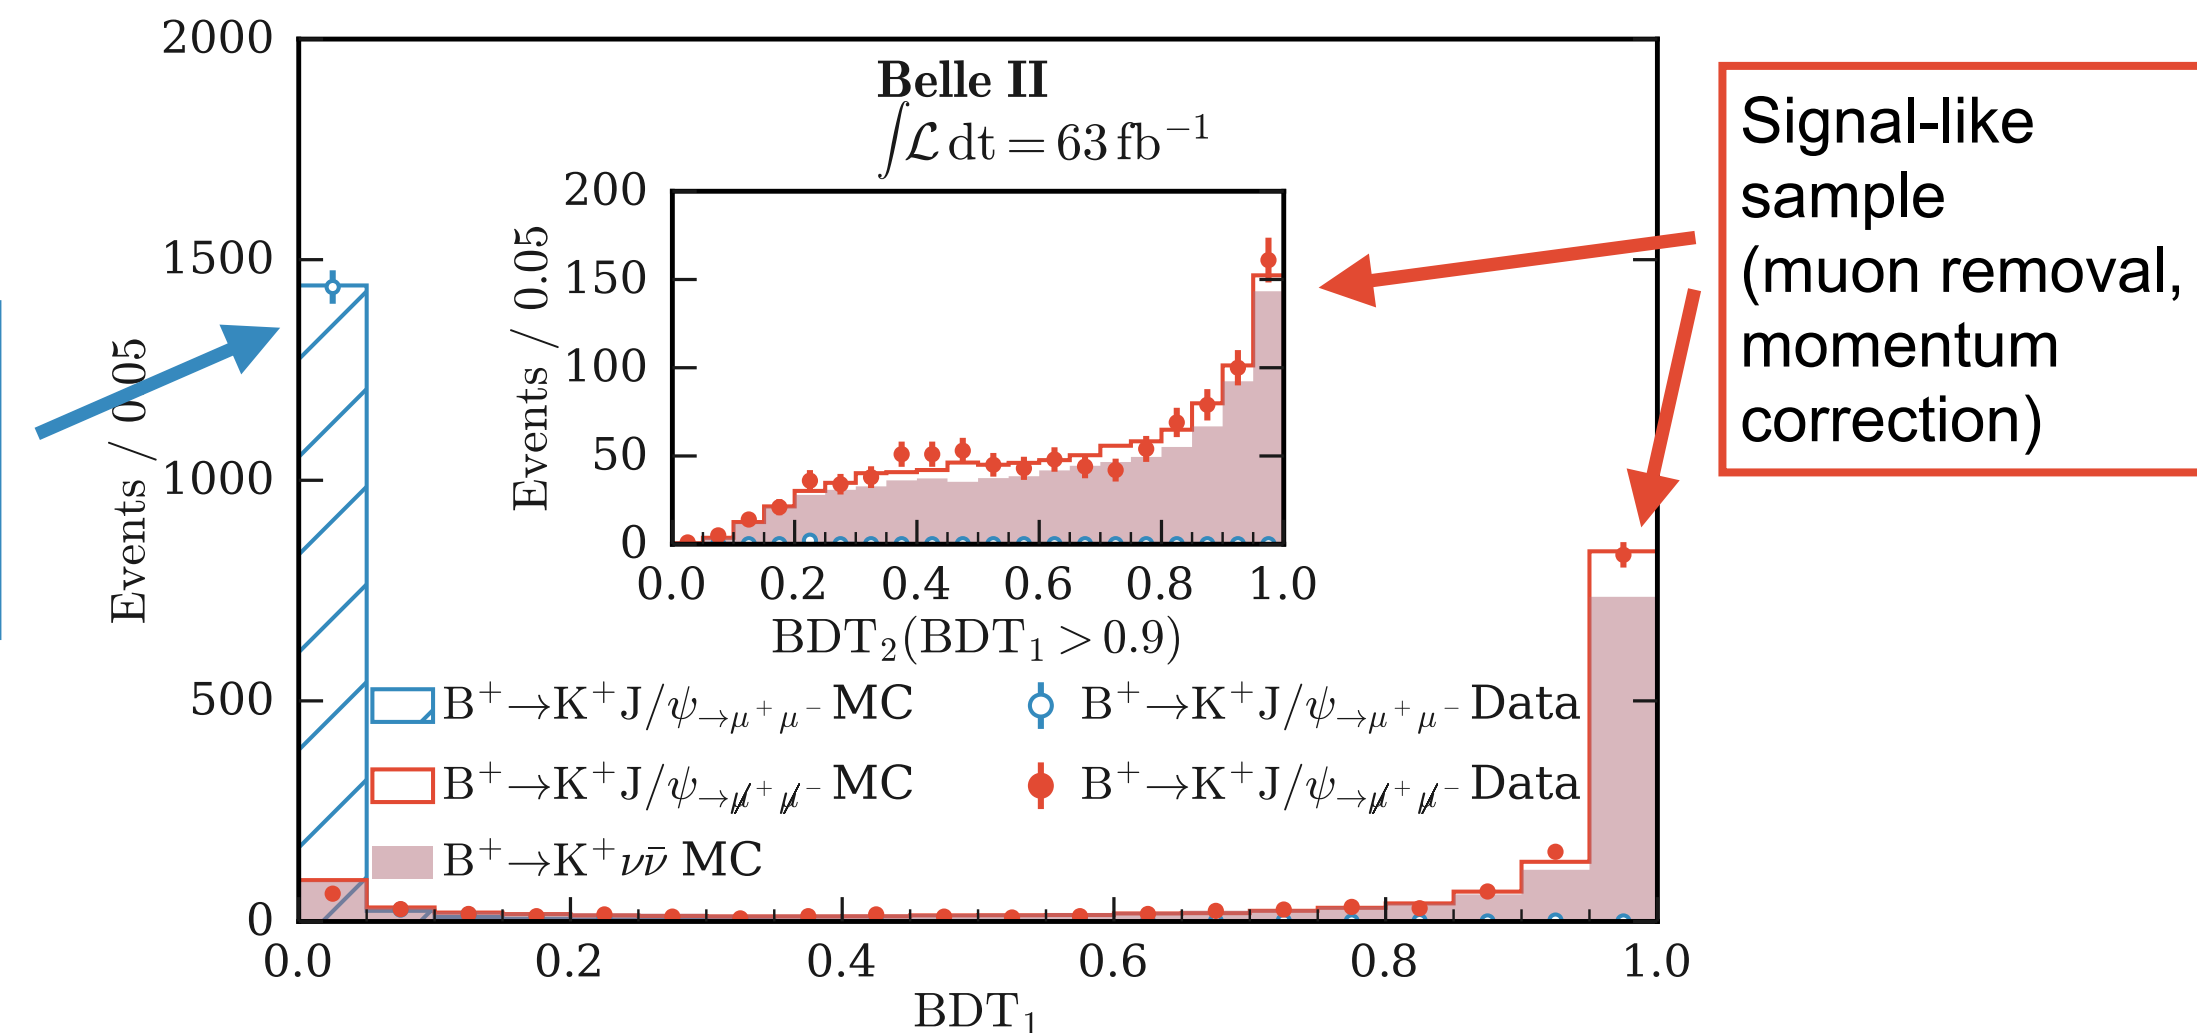 2000
1500
1000
500
0
Events / 0.05
Belle II
∫ℒ dt = 63 fb⁻¹
200
150
100
50
0
Events / 0.05
0.0 0.2 0.4 0.6 0.8 1.0
BDT₂(BDT₁ > 0.9)
B⁺→K⁺J/ψ→μ⁺μ⁻ MC
B⁺→K⁺J/ψ→μ̸⁺μ̸⁻ MC
B⁺→K⁺νν̄ MC
B⁺→K⁺J/ψ→μ⁺μ⁻ Data
B⁺→K⁺J/ψ→μ̸⁺μ̸⁻ Data
0.0 0.2 0.4 0.6 0.8 1.0
BDT₁
Signal-like
sample
(muon removal,
momentum
correction)